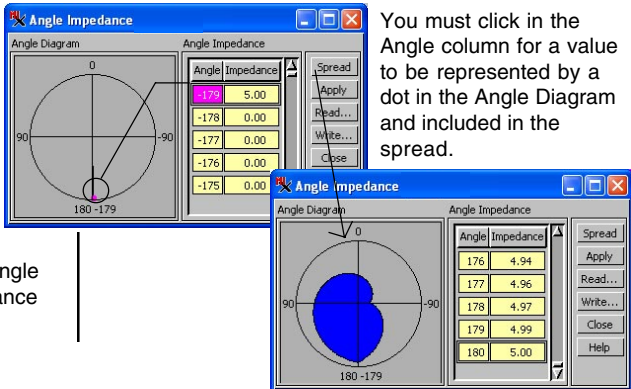 Angle Impedance
Angle Diagram
Angle Impedance
0
90
-90
180 -179
Angle Impedance
-179 5.00
-178 0.00
-177 0.00
-176 0.00
-175 0.00
Spread
Apply
Read...
Write...
Close
You must click in the
Angle column for a value
to be represented by a
dot in the Angle Diagram
and included in the
spread.
ngle
ance
Angle Impedance
Angle Diagram
Angle Impedance
0
90
-90
180 -179
Angle Impedance
176 4.94
177 4.96
178 4.97
179 4.99
180 5.00
Spread
Apply
Read...
Write...
Close
Help